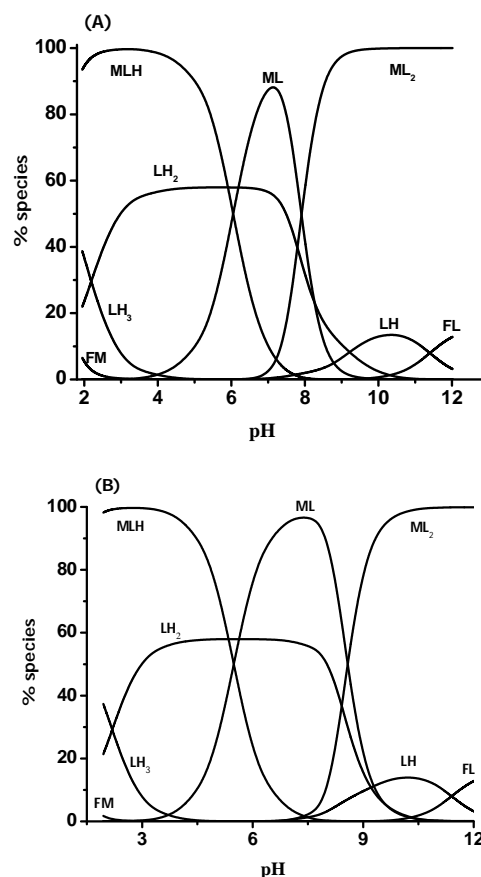 (A)
100
80
60
40
20
0
% species
MLH
ML
ML₂
LH₂
LH₃
FM
LH
FL
2 4 6 8 10 12
pH
(B)
100
80
60
40
20
0
% species
MLH
ML
ML₂
LH₂
LH₃
FM
LH
FL
3 6 9 12
pH